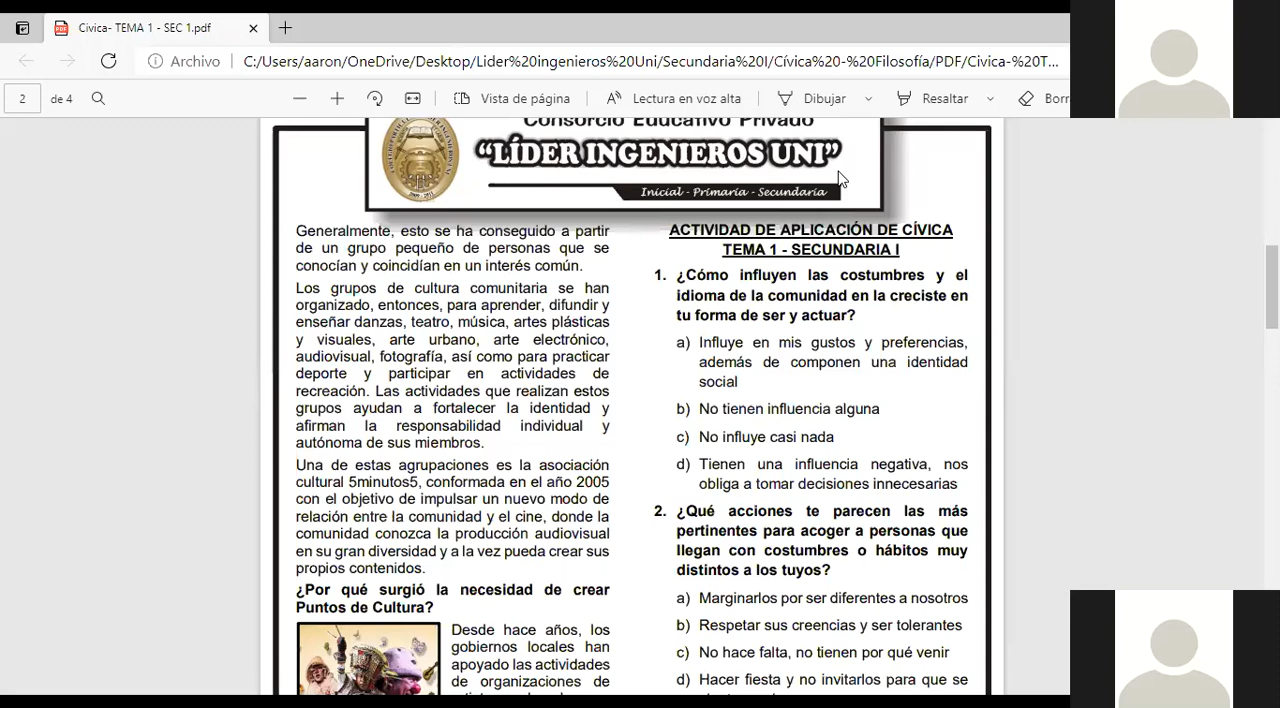 Civica- TEMA 1 - SEC 1.pdf
Archivo
C:/Users/aaron/OneDrive/Desktop/Lider%20ingenieros%20Uni/Secundaria%20I/Cívica%20-%20Filosofía/PDF/Civica-%20T...
2 de 4
Vista de página
Lectura en voz alta
Dibujar
Resaltar
Borr
Consorcio Educativo Privado
“LÍDER INGENIEROS UNI”
Inicial - Primaria - Secundaria
Generalmente, esto se ha conseguido a partir
de un grupo pequeño de personas que se
conocían y coincidían en un interés común.
Los grupos de cultura comunitaria se han
organizado, entonces, para aprender, difundir y
enseñar danzas, teatro, música, artes plásticas
y visuales, arte urbano, arte electrónico,
audiovisual, fotografía, así como para practicar
deporte y participar en actividades de
recreación. Las actividades que realizan estos
grupos ayudan a fortalecer la identidad y
afirman la responsabilidad individual y
autónoma de sus miembros.
Una de estas agrupaciones es la asociación
cultural 5minutos5, conformada en el año 2005
con el objetivo de impulsar un nuevo modo de
relación entre la comunidad y el cine, donde la
comunidad conozca la producción audiovisual
en su gran diversidad y a la vez pueda crear sus
propios contenidos.
¿Por qué surgió la necesidad de crear
Puntos de Cultura?
Desde hace años, los
gobiernos locales han
apoyado las actividades
de organizaciones de
ACTIVIDAD DE APLICACIÓN DE CÍVICA
TEMA 1 - SECUNDARIA I
1. ¿Cómo influyen las costumbres y el
idioma de la comunidad en la creciste en
tu forma de ser y actuar?
a) Influye en mis gustos y preferencias,
además de componen una identidad
social
b) No tienen influencia alguna
c) No influye casi nada
d) Tienen una influencia negativa, nos
obliga a tomar decisiones innecesarias
2. ¿Qué acciones te parecen las más
pertinentes para acoger a personas que
llegan con costumbres o hábitos muy
distintos a los tuyos?
a) Marginarlos por ser diferentes a nosotros
b) Respetar sus creencias y ser tolerantes
c) No hace falta, no tienen por qué venir
d) Hacer fiesta y no invitarlos para que se